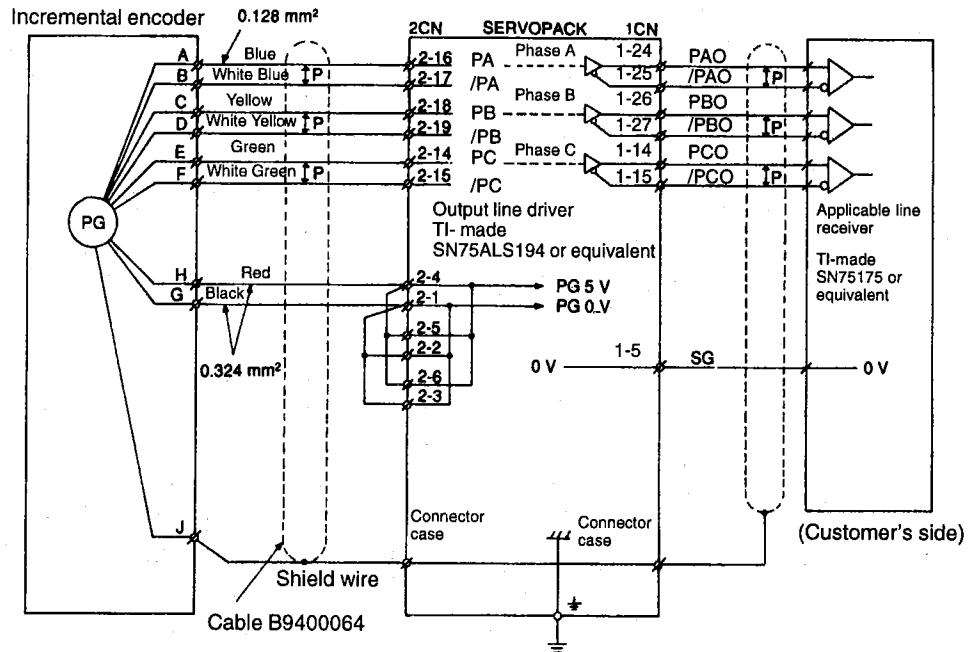 Incremental encoder
0.128 mm²
2CN SERVOPACK 1CN
A Blue 2-16 PA Phase A 1-24 PAO
B White Blue P 2-17 /PA 1-25 /PAO P
C Yellow 2-18 PB Phase B 1-26 PBO
D White Yellow P 2-19 /PB 1-27 /PBO P
E Green 2-14 PC Phase C 1-14 PCO
F White Green P 2-15 /PC 1-15 /PCO P
PG
Output line driver
TI- made
SN75ALS194 or equivalent
Applicable line
receiver
TI-made
SN75175 or
equivalent
H Red 2-4 PG 5 V
G Black 2-1 PG 0 V
2-5
2-2
2-6
2-3
0.324 mm²
0 V 1-5 SG 0 V
J
Connector
case
Connector
case
(Customer's side)
Shield wire
Cable B9400064